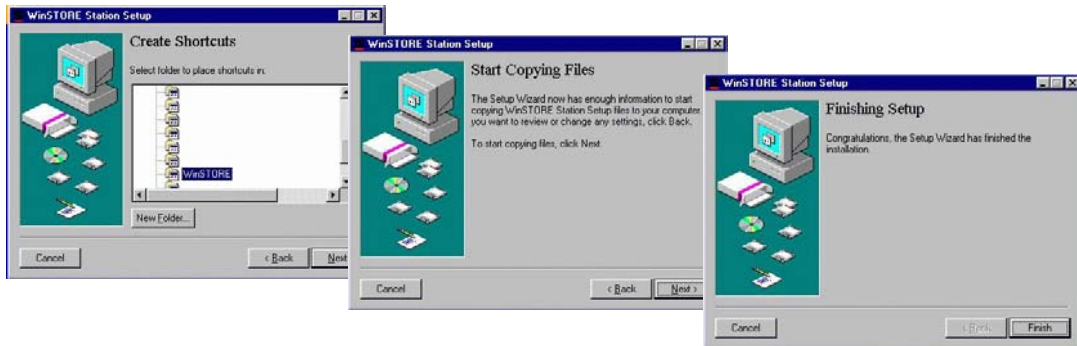 WinSTORE Station Setup
Create Shortcuts
Select folder to place shortcuts in:
WinSTORE
New Folder...
Cancel
< Back
Next
WinSTORE Station Setup
Start Copying Files
The Setup Wizard now has enough information to start
copying WinSTORE Station Setup files to your computer.
you want to review or change any settings, click Back.
To start copying files, click Next.
Cancel
< Back
Next >
WinSTORE Station Setup
Finishing Setup
Congratulations, the Setup Wizard has finished the
installation.
Cancel
< Back
Finish